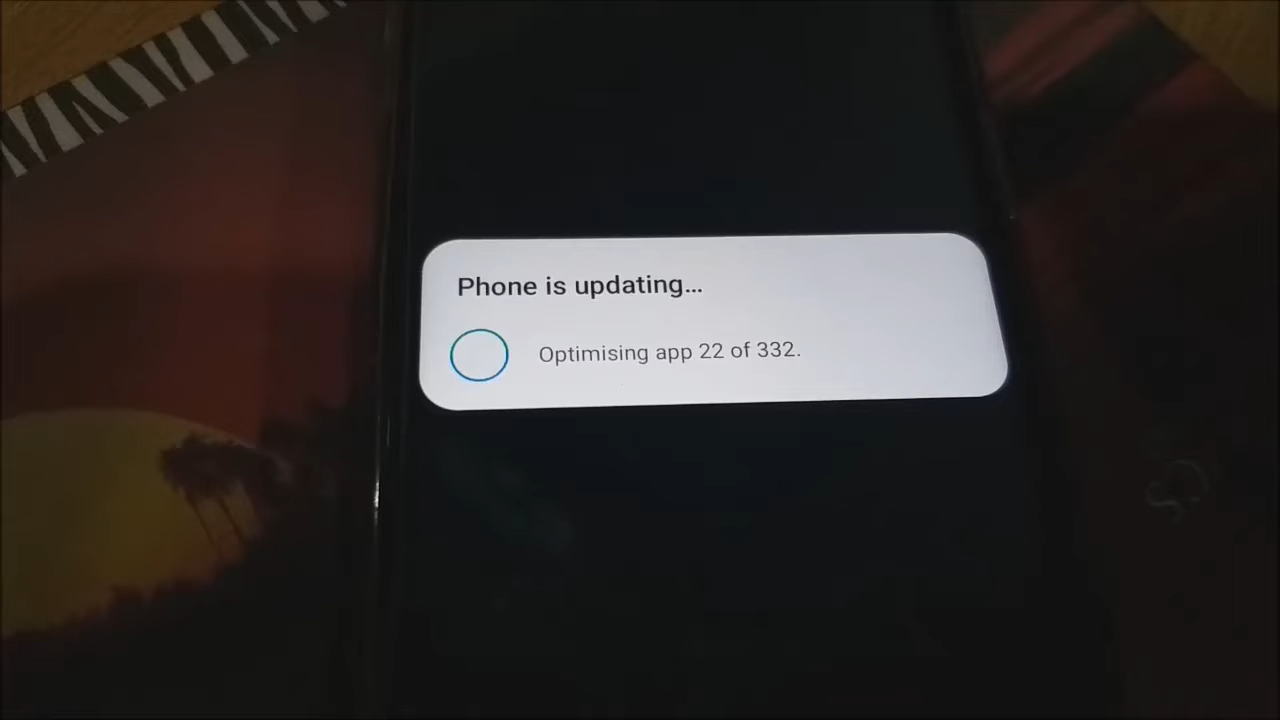 Phone is updating...
Optimising app 22 of 332.